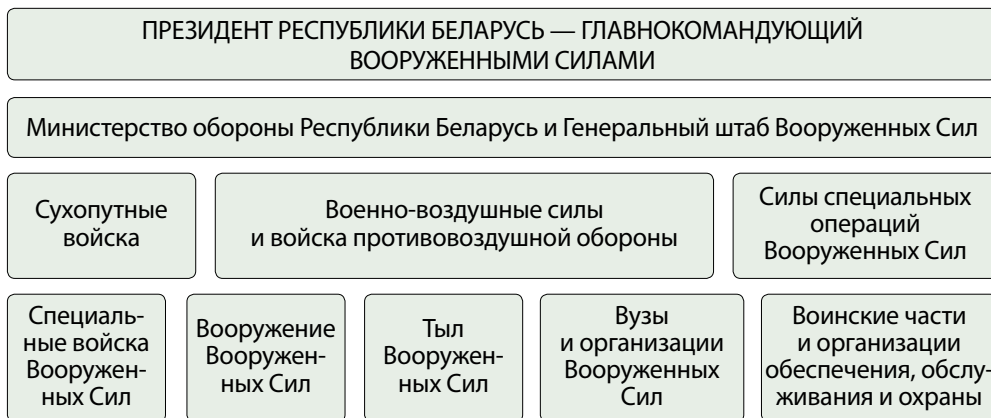 ПРЕЗИДЕНТ РЕСПУБЛИКИ БЕЛАРУСЬ — ГЛАВНОКОМАНДУЮЩИЙ
ВООРУЖЕННЫМИ СИЛАМИ
Министерство обороны Республики Беларусь и Генеральный штаб Вооруженных Сил
Сухопутные
войска
Военно-воздушные силы
и войска противовоздушной обороны
Силы специальных
операций
Вооруженных Сил
Специаль-
ные войска
Вооружен-
ных Сил
Вооружение
Вооружен-
ных Сил
Тыл
Вооружен-
ных Сил
Вузы
и организации
Вооруженных
Сил
Воинские части
и организации
обеспечения, обслу-
живания и охраны